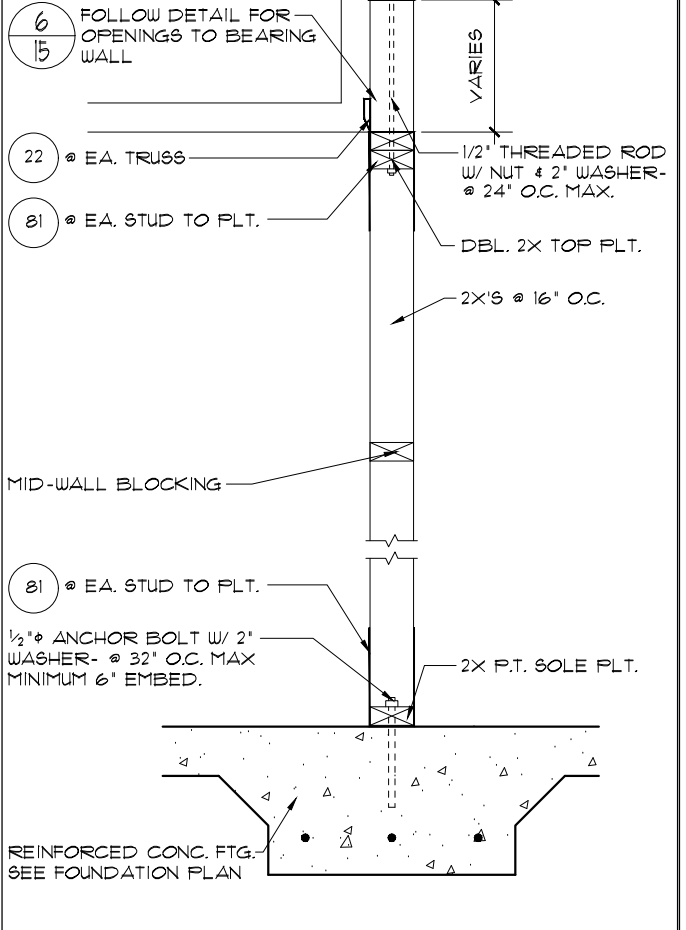 6
15
FOLLOW DETAIL FOR
OPENINGS TO BEARING
WALL
VARIES
22 @ EA. TRUSS
1/2" THREADED ROD
W/ NUT & 2" WASHER-
@ 24" O.C. MAX.
81 @ EA. STUD TO PLT.
DBL. 2X TOP PLT.
2X'S @ 16" O.C.
MID-WALL BLOCKING
81 @ EA. STUD TO PLT.
1/2"ϕ ANCHOR BOLT W/ 2"
WASHER- @ 32" O.C. MAX
MINIMUM 6" EMBED.
2X P.T. SOLE PLT.
REINFORCED CONC. FTG.
SEE FOUNDATION PLAN